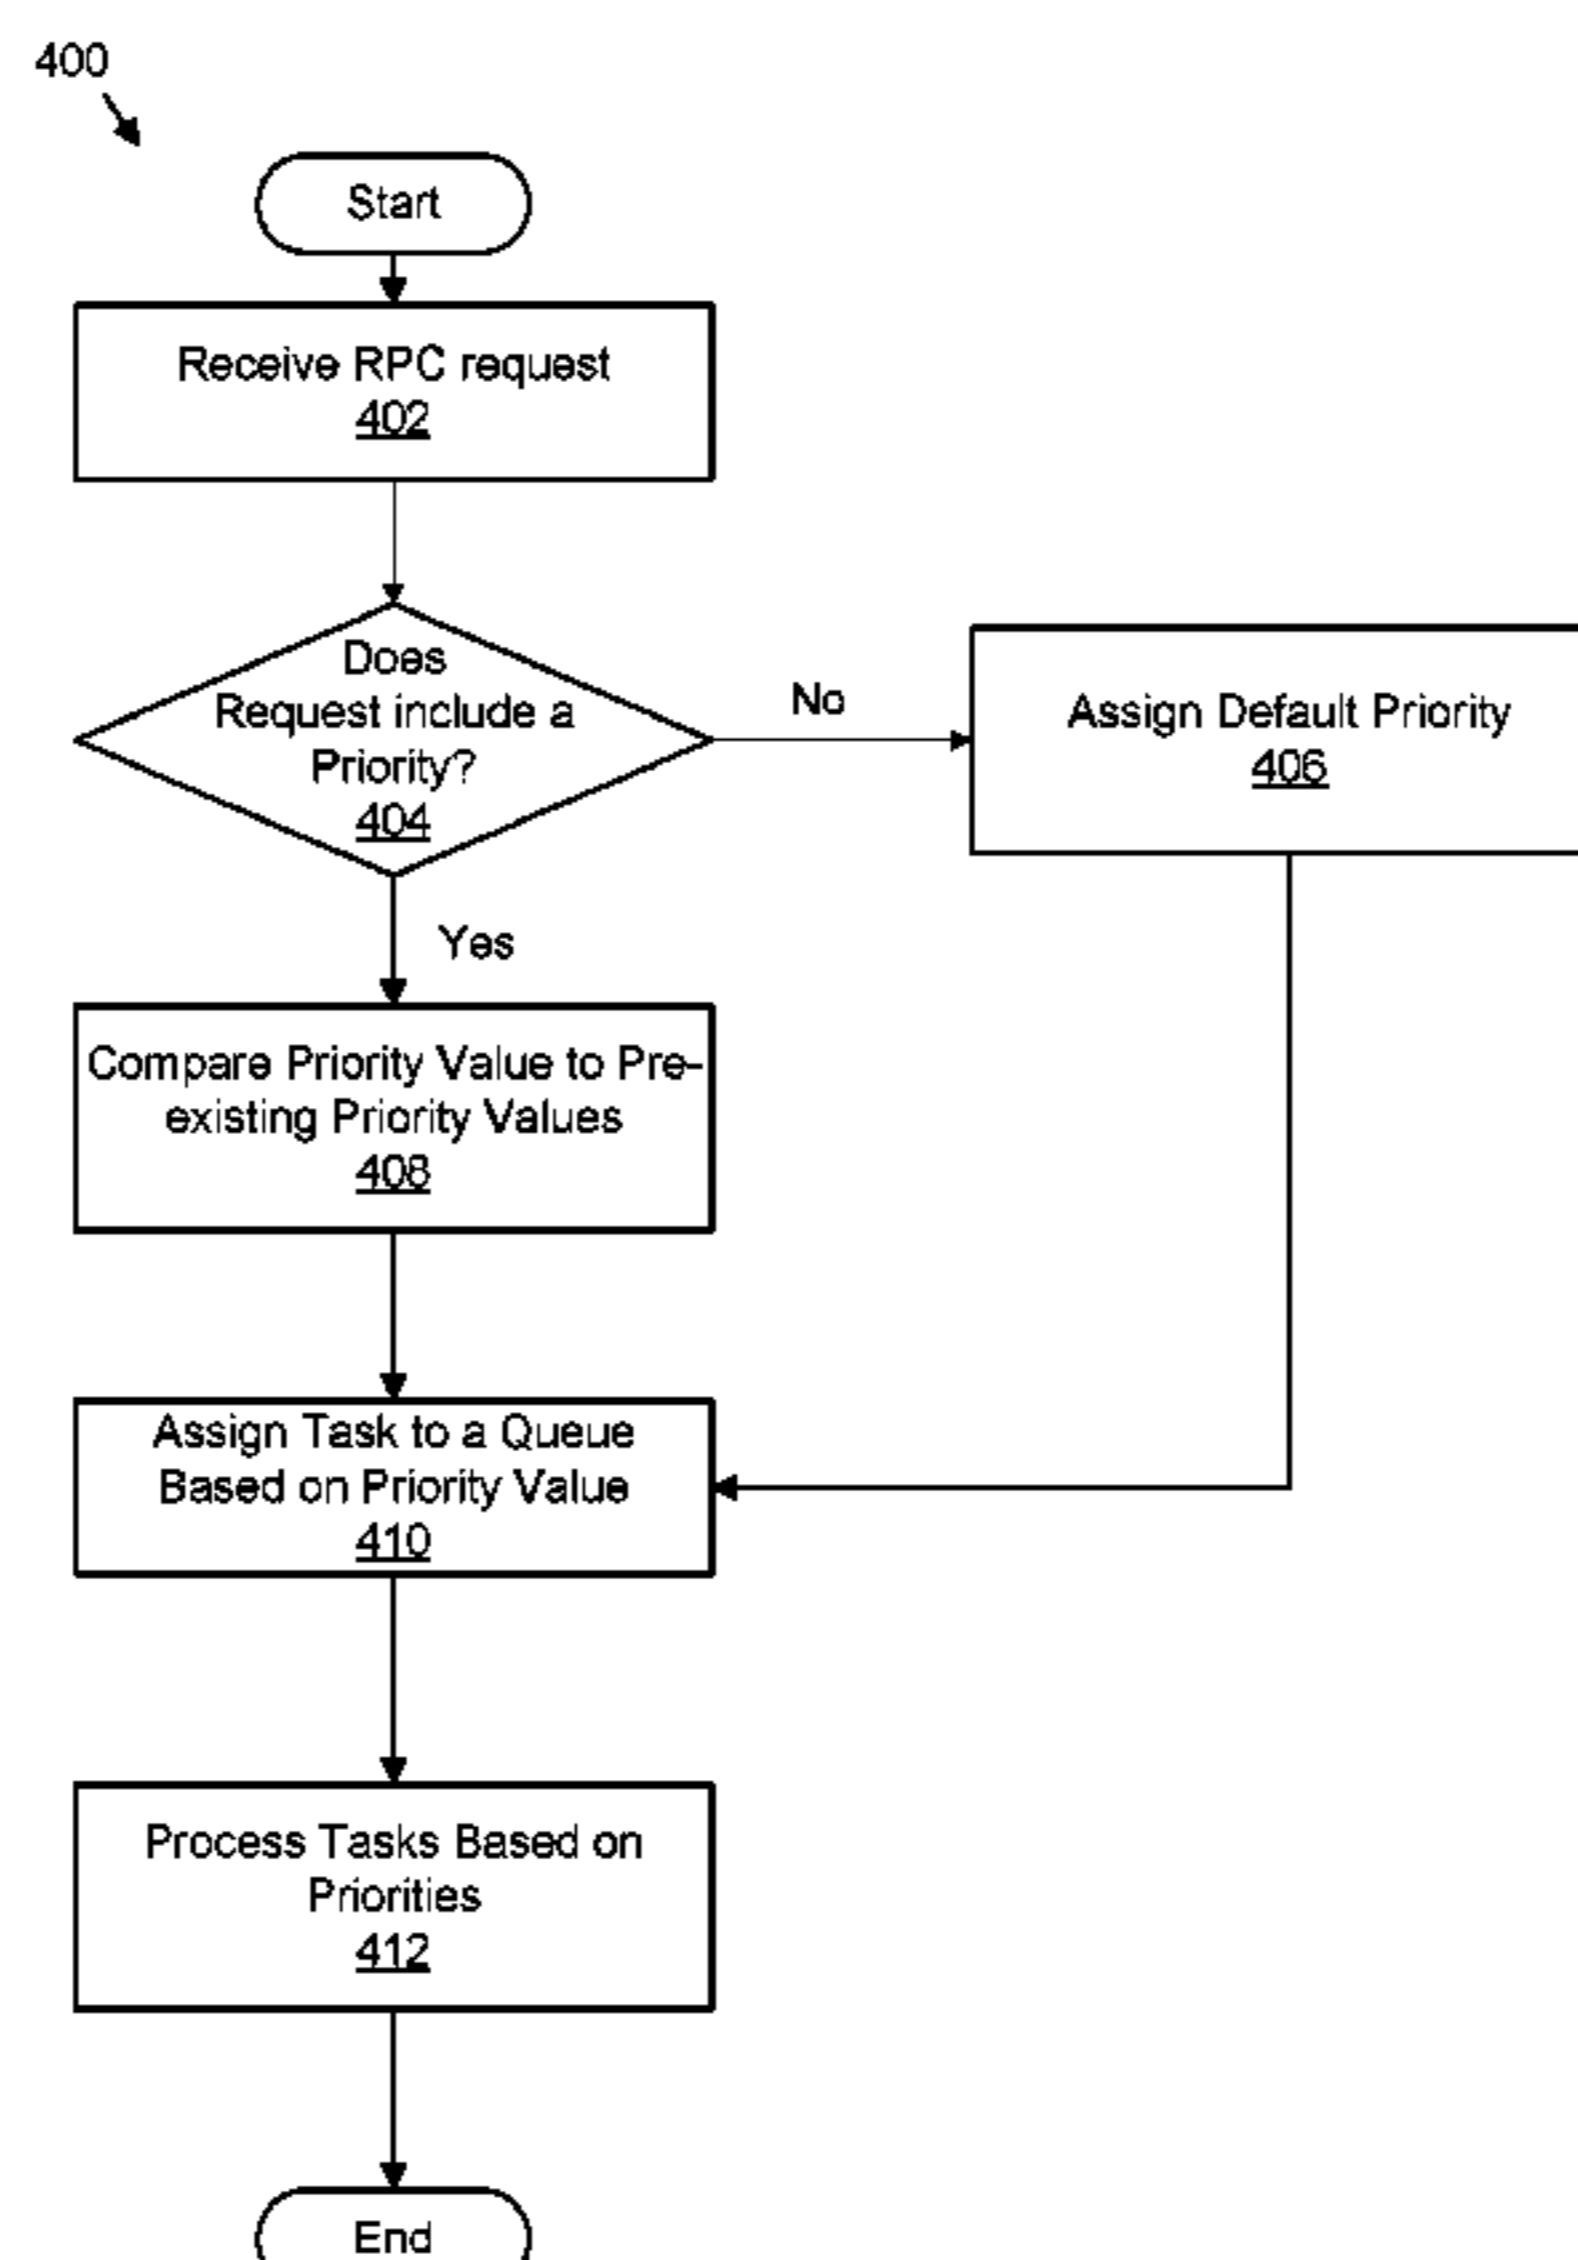 400
Start
Receive RPC request
402
Does
Request include a
Priority?
404
No
Assign Default Priority
406
Yes
Compare Priority Value to Pre-
existing Priority Values
408
Assign Task to a Queue
Based on Priority Value
410
Process Tasks Based on
Priorities
412
End